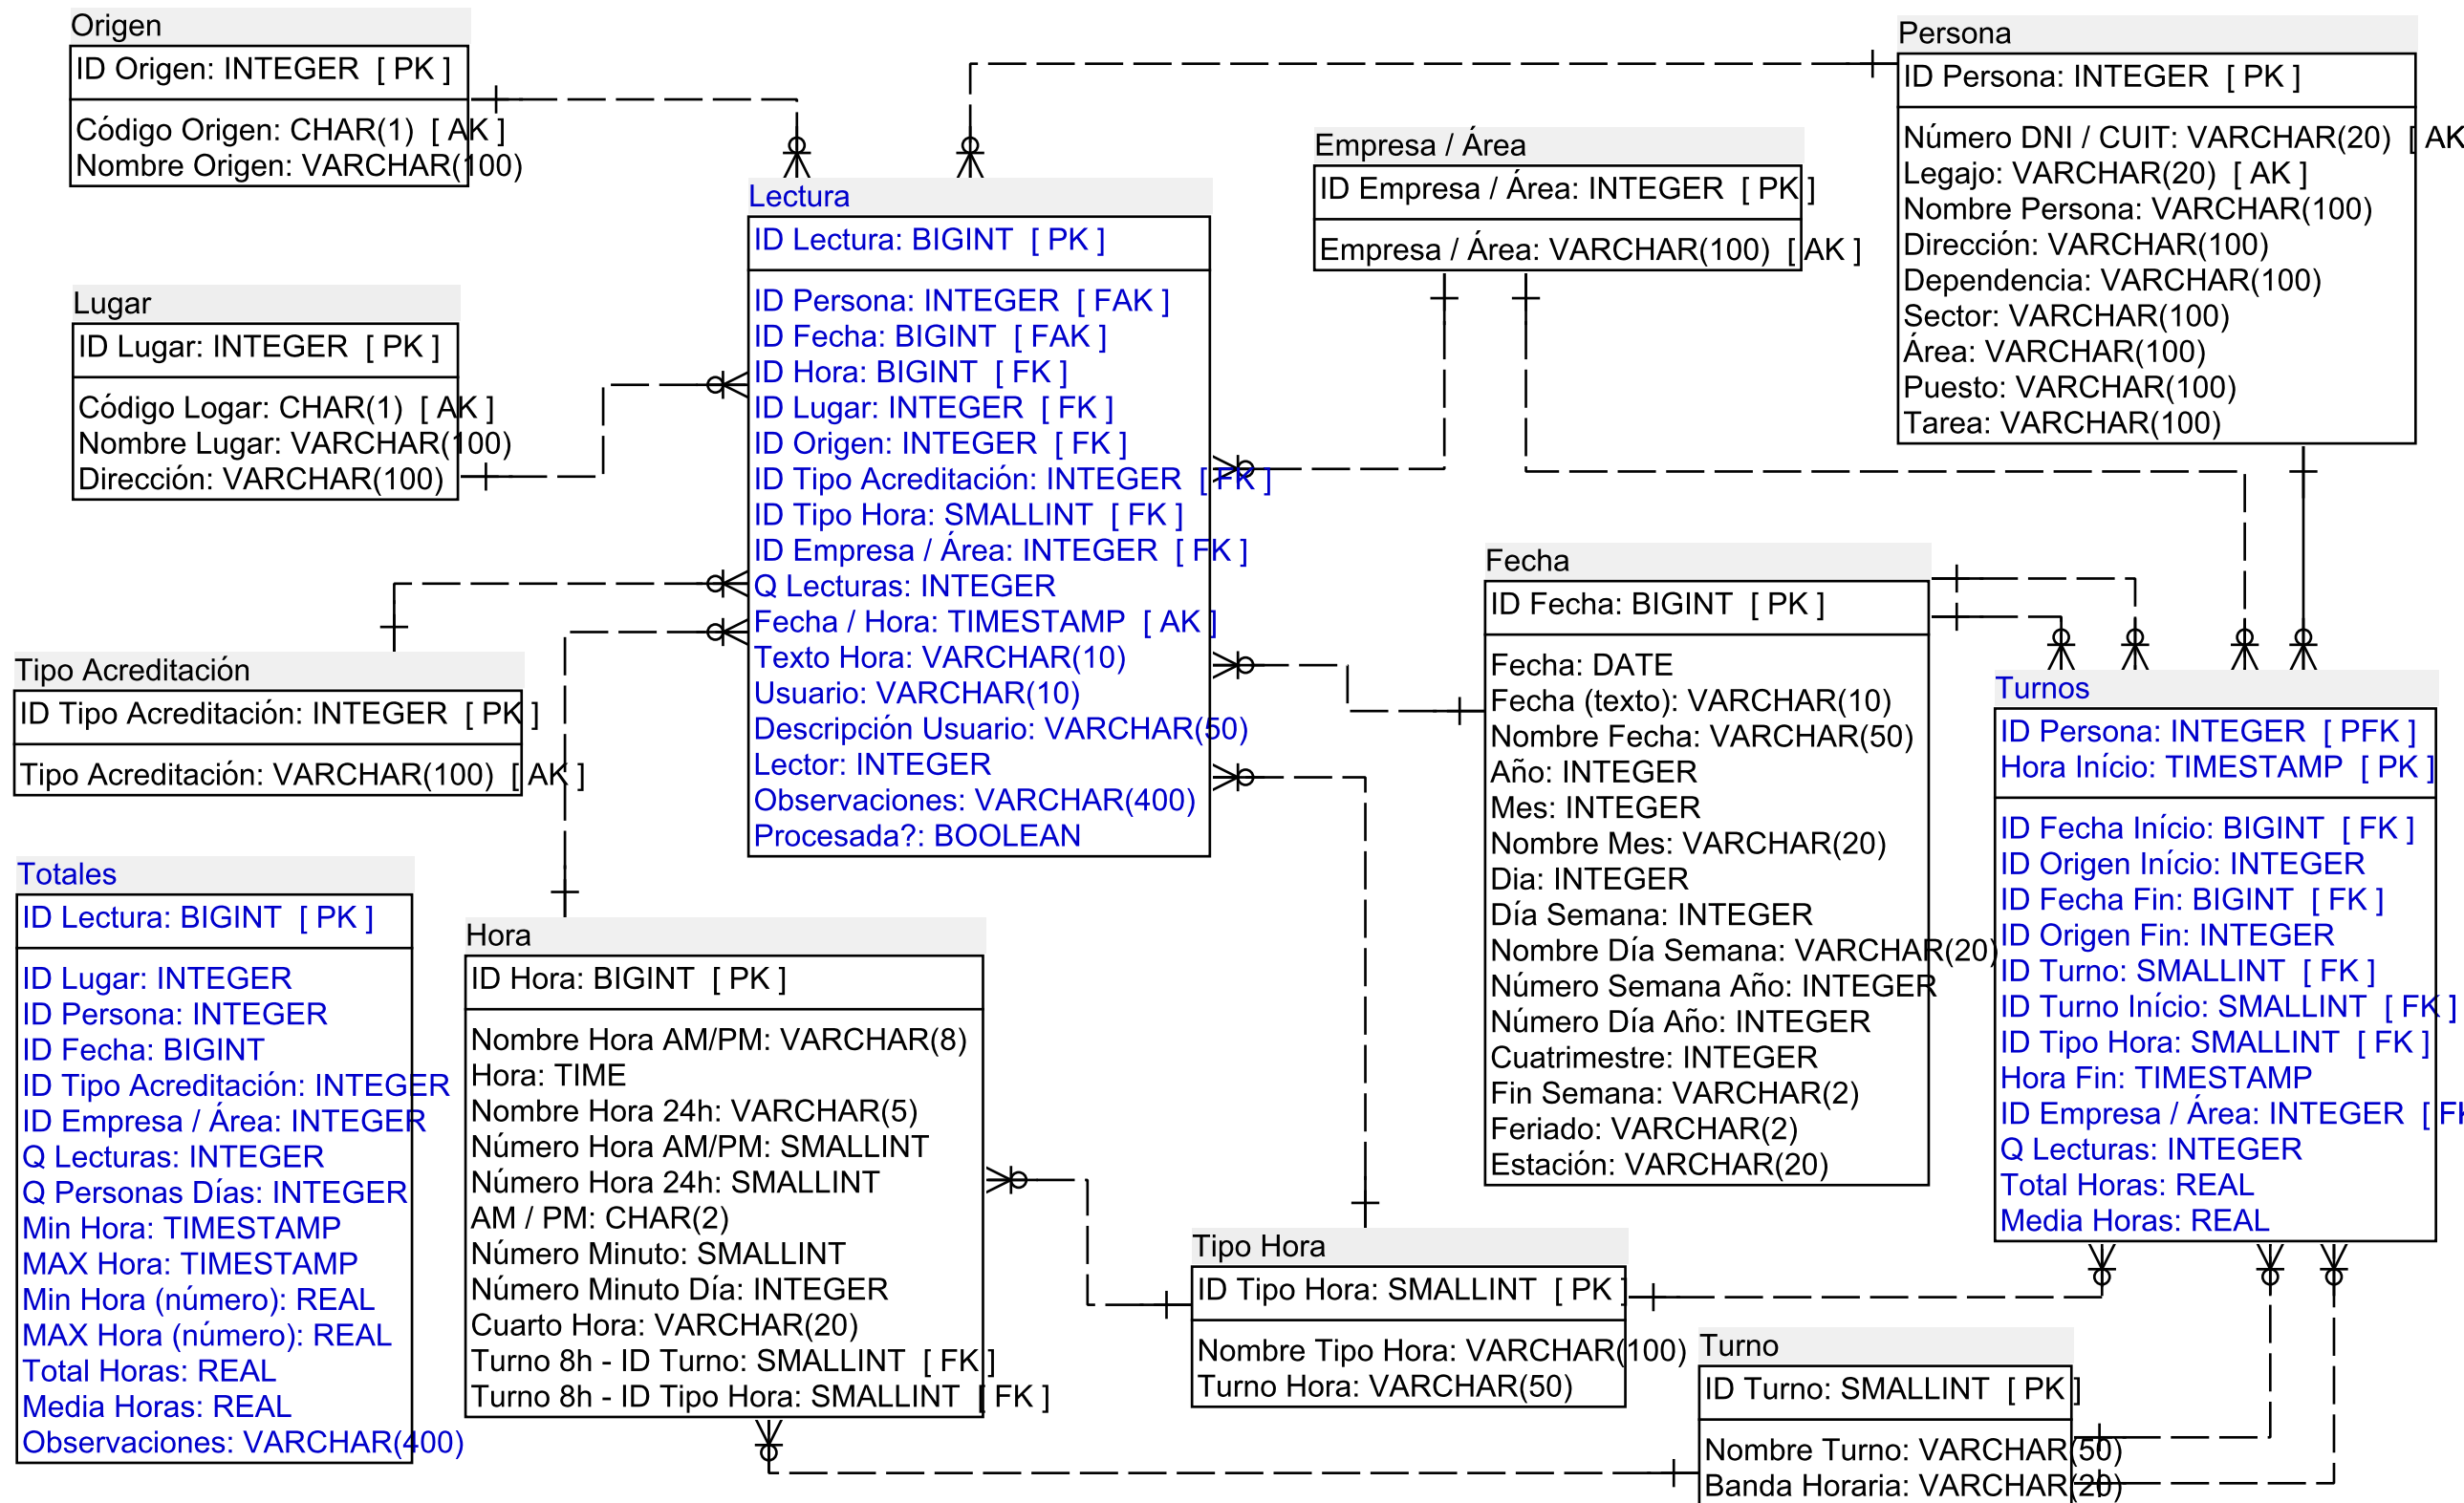 Origen
ID Origen: INTEGER [ PK ]
Código Origen: CHAR(1) [ AK ]
Nombre Origen: VARCHAR(100)
Persona
ID Persona: INTEGER [ PK ]
Número DNI / CUIT: VARCHAR(20) [ AK
Legajo: VARCHAR(20) [ AK ]
Nombre Persona: VARCHAR(100)
Dirección: VARCHAR(100)
Dependencia: VARCHAR(100)
Sector: VARCHAR(100)
Área: VARCHAR(100)
Puesto: VARCHAR(100)
Tarea: VARCHAR(100)
Empresa / Área
ID Empresa / Área: INTEGER [ PK ]
Empresa / Área: VARCHAR(100) [ AK ]
Lectura
ID Lectura: BIGINT [ PK ]
ID Persona: INTEGER [ FAK ]
ID Fecha: BIGINT [ FAK ]
ID Hora: BIGINT [ FK ]
ID Lugar: INTEGER [ FK ]
ID Origen: INTEGER [ FK ]
ID Tipo Acreditación: INTEGER [ FK ]
ID Tipo Hora: SMALLINT [ FK ]
ID Empresa / Área: INTEGER [ FK ]
Q Lecturas: INTEGER
Fecha / Hora: TIMESTAMP [ AK ]
Texto Hora: VARCHAR(10)
Usuario: VARCHAR(10)
Descripción Usuario: VARCHAR(50)
Lector: INTEGER
Observaciones: VARCHAR(400)
Procesada?: BOOLEAN
Lugar
ID Lugar: INTEGER [ PK ]
Código Logar: CHAR(1) [ AK ]
Nombre Lugar: VARCHAR(100)
Dirección: VARCHAR(100)
Tipo Acreditación
ID Tipo Acreditación: INTEGER [ PK ]
Tipo Acreditación: VARCHAR(100) [ AK ]
Fecha
ID Fecha: BIGINT [ PK ]
Fecha: DATE
Fecha (texto): VARCHAR(10)
Nombre Fecha: VARCHAR(50)
Año: INTEGER
Mes: INTEGER
Nombre Mes: VARCHAR(20)
Dia: INTEGER
Día Semana: INTEGER
Nombre Día Semana: VARCHAR(20)
Número Semana Año: INTEGER
Número Día Año: INTEGER
Cuatrimestre: INTEGER
Fin Semana: VARCHAR(2)
Feriado: VARCHAR(2)
Estación: VARCHAR(20)
Turnos
ID Persona: INTEGER [ PFK ]
Hora Início: TIMESTAMP [ PK ]
ID Fecha Início: BIGINT [ FK ]
ID Origen Início: INTEGER
ID Fecha Fin: BIGINT [ FK ]
ID Origen Fin: INTEGER
ID Turno: SMALLINT [ FK ]
ID Turno Início: SMALLINT [ FK ]
ID Tipo Hora: SMALLINT [ FK ]
Hora Fin: TIMESTAMP
ID Empresa / Área: INTEGER [ FK
Q Lecturas: INTEGER
Total Horas: REAL
Media Horas: REAL
Totales
ID Lectura: BIGINT [ PK ]
ID Lugar: INTEGER
ID Persona: INTEGER
ID Fecha: BIGINT
ID Tipo Acreditación: INTEGER
ID Empresa / Área: INTEGER
Q Lecturas: INTEGER
Q Personas Días: INTEGER
Min Hora: TIMESTAMP
MAX Hora: TIMESTAMP
Min Hora (número): REAL
MAX Hora (número): REAL
Total Horas: REAL
Media Horas: REAL
Observaciones: VARCHAR(400)
Hora
ID Hora: BIGINT [ PK ]
Nombre Hora AM/PM: VARCHAR(8)
Hora: TIME
Nombre Hora 24h: VARCHAR(5)
Número Hora AM/PM: SMALLINT
Número Hora 24h: SMALLINT
AM / PM: CHAR(2)
Número Minuto: SMALLINT
Número Minuto Día: INTEGER
Cuarto Hora: VARCHAR(20)
Turno 8h - ID Turno: SMALLINT [ FK ]
Turno 8h - ID Tipo Hora: SMALLINT [ FK ]
Tipo Hora
ID Tipo Hora: SMALLINT [ PK ]
Nombre Tipo Hora: VARCHAR(100)
Turno Hora: VARCHAR(50)
Turno
ID Turno: SMALLINT [ PK ]
Nombre Turno: VARCHAR(50)
Banda Horaria: VARCHAR(20)